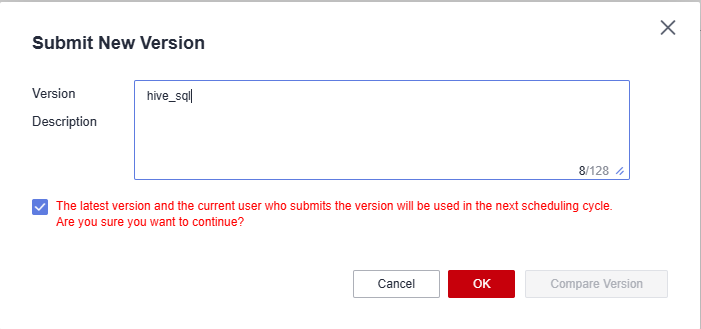 Submit New Version
Version
Description
hive_sql
8/128
The latest version and the current user who submits the version will be used in the next scheduling cycle.
Are you sure you want to continue?
Cancel
OK
Compare Version